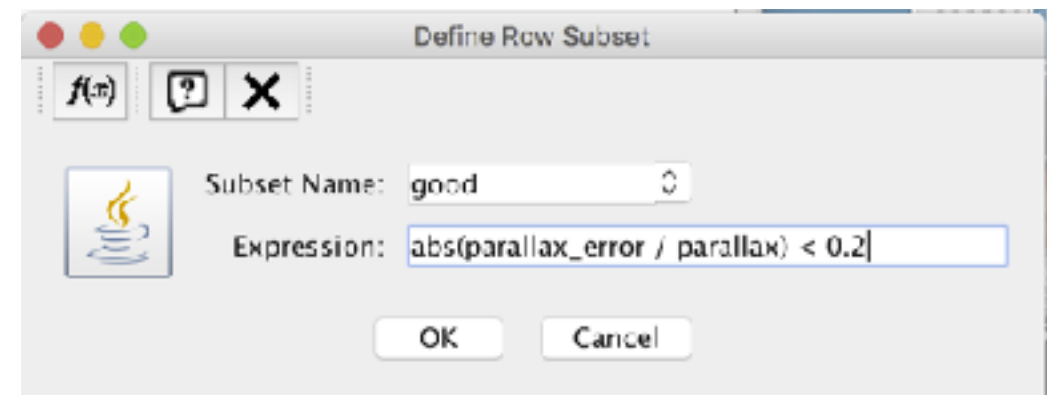 Define Row Subset
f(x) ?
Subset Name: good
Expression: abs(parallax_error / parallax) < 0.2
OK Cancel